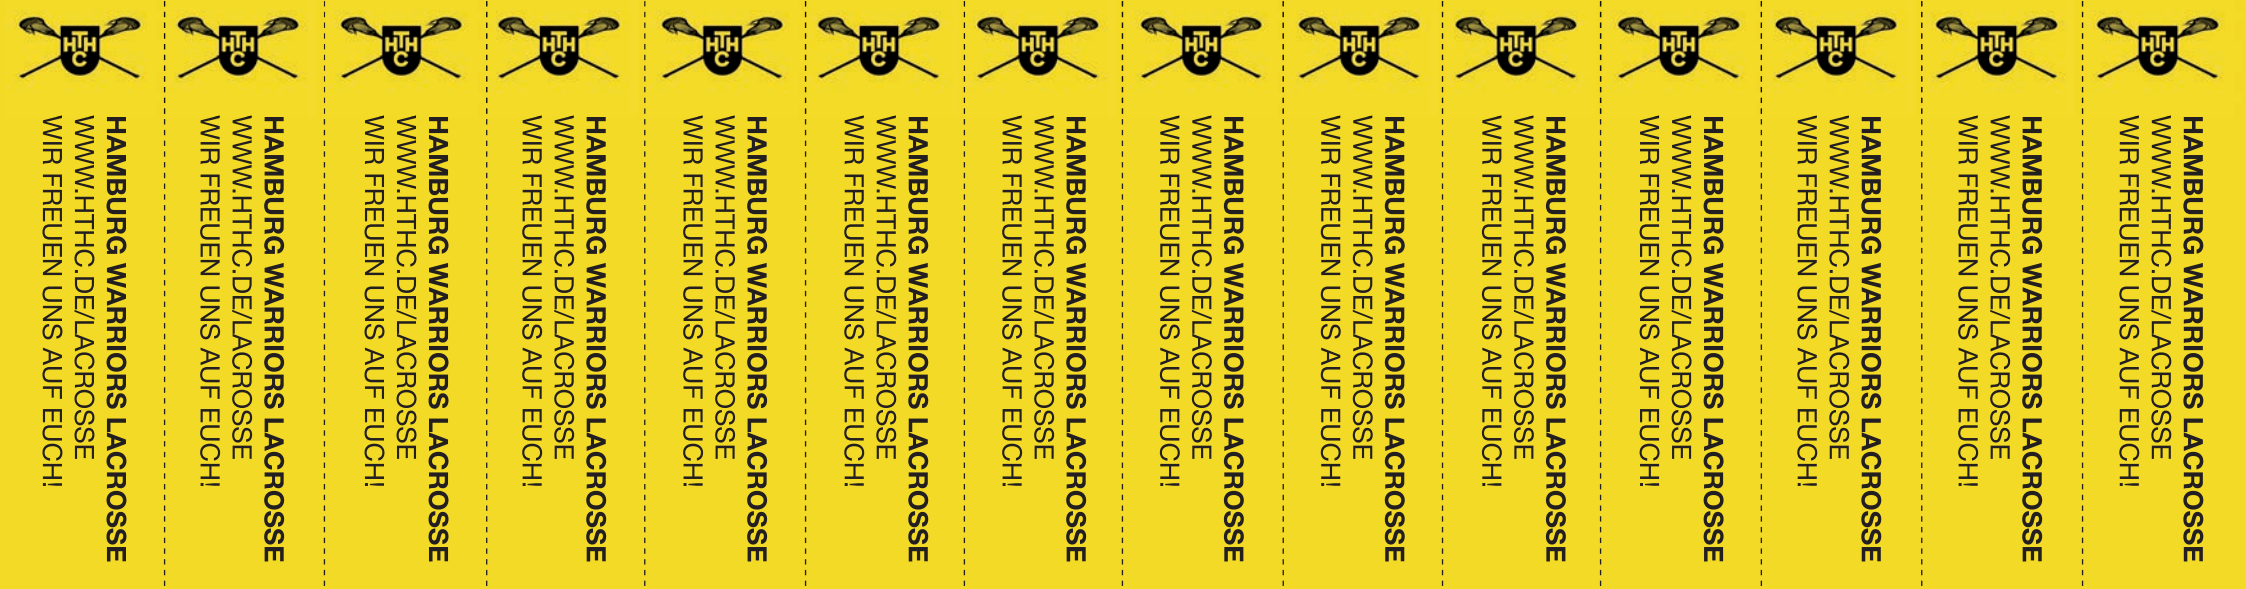 HTHC
HAMBURG WARRIORS LACROSSE
WWW.HTHC.DE/LACROSSE
WIR FREUEN UNS AUF EUCH!
HTHC
HAMBURG WARRIORS LACROSSE
WWW.HTHC.DE/LACROSSE
WIR FREUEN UNS AUF EUCH!
HTHC
HAMBURG WARRIORS LACROSSE
WWW.HTHC.DE/LACROSSE
WIR FREUEN UNS AUF EUCH!
HTHC
HAMBURG WARRIORS LACROSSE
WWW.HTHC.DE/LACROSSE
WIR FREUEN UNS AUF EUCH!
HTHC
HAMBURG WARRIORS LACROSSE
WWW.HTHC.DE/LACROSSE
WIR FREUEN UNS AUF EUCH!
HTHC
HAMBURG WARRIORS LACROSSE
WWW.HTHC.DE/LACROSSE
WIR FREUEN UNS AUF EUCH!
HTHC
HAMBURG WARRIORS LACROSSE
WWW.HTHC.DE/LACROSSE
WIR FREUEN UNS AUF EUCH!
HTHC
HAMBURG WARRIORS LACROSSE
WWW.HTHC.DE/LACROSSE
WIR FREUEN UNS AUF EUCH!
HTHC
HAMBURG WARRIORS LACROSSE
WWW.HTHC.DE/LACROSSE
WIR FREUEN UNS AUF EUCH!
HTHC
HAMBURG WARRIORS LACROSSE
WWW.HTHC.DE/LACROSSE
WIR FREUEN UNS AUF EUCH!
HTHC
HAMBURG WARRIORS LACROSSE
WWW.HTHC.DE/LACROSSE
WIR FREUEN UNS AUF EUCH!
HTHC
HAMBURG WARRIORS LACROSSE
WWW.HTHC.DE/LACROSSE
WIR FREUEN UNS AUF EUCH!
HTHC
HAMBURG WARRIORS LACROSSE
WWW.HTHC.DE/LACROSSE
WIR FREUEN UNS AUF EUCH!
HTHC
HAMBURG WARRIORS LACROSSE
WWW.HTHC.DE/LACROSSE
WIR FREUEN UNS AUF EUCH!